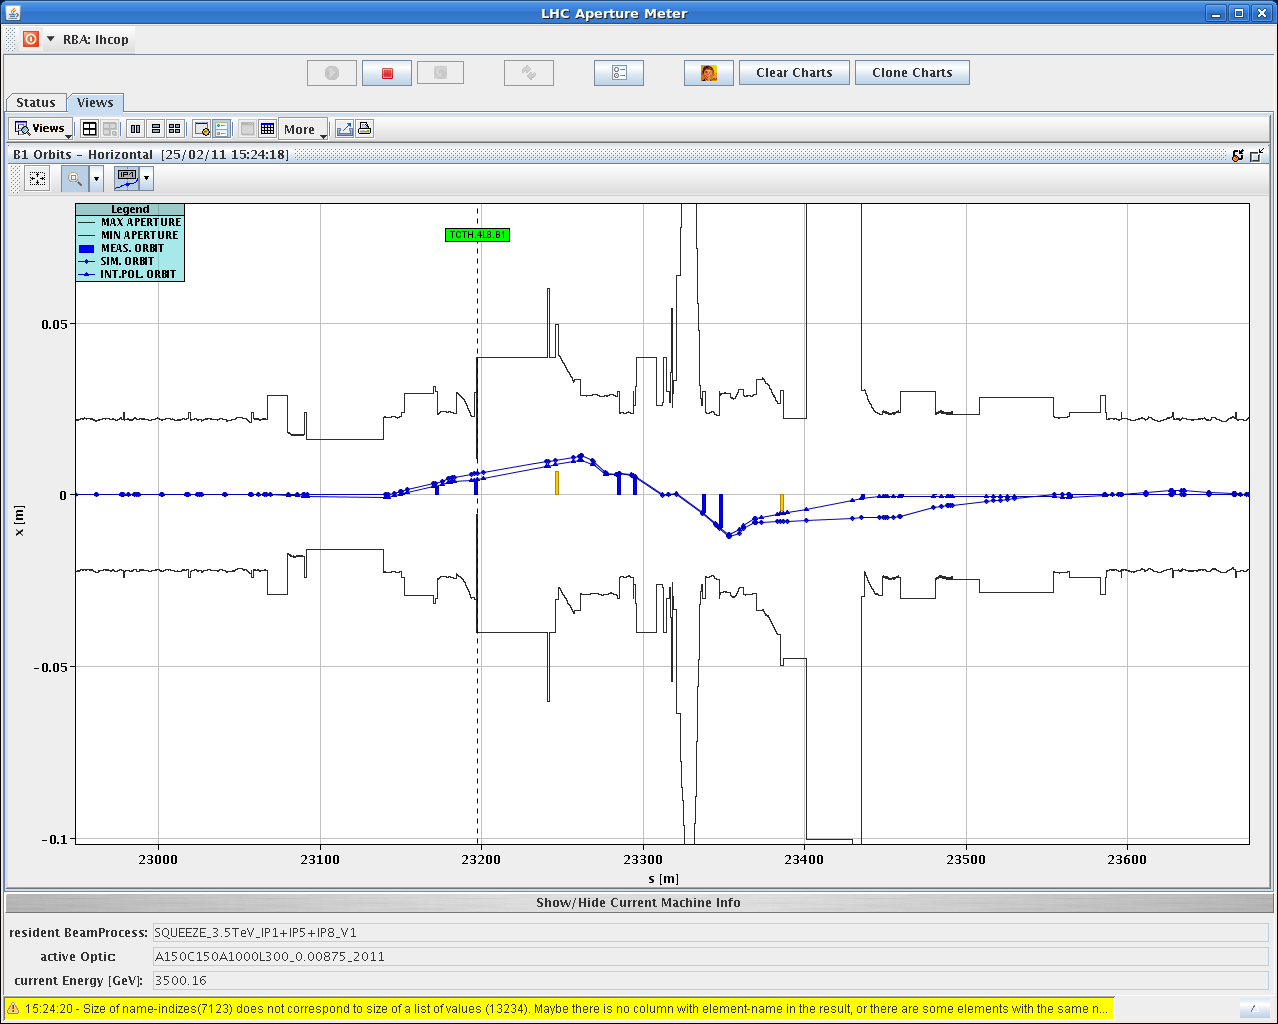 LHC Aperture Meter
RBA: lhcop
Clear Charts
Clone Charts
Status
Views
Views
More
B1 Orbits - Horizontal [25/02/11 15:24:18]
IP1
Legend
MAX APERTURE
MIN APERTURE
MEAS. ORBIT
SIM. ORBIT
INT.POL. ORBIT
TCTH.4L8.B1
0.05
0
-0.05
-0.1
x [m]
23000
23100
23200
23300
23400
23500
23600
s [m]
Show/Hide Current Machine Info
resident BeamProcess: SQUEEZE_3.5TeV_IP1+IP5+IP8_V1
active Optic: A150C150A1000L300_0.00875_2011
current Energy [GeV]: 3500.16
15:24:20 - Size of name-indizes(7123) does not correspond to size of a list of values (13234). Maybe there is no column with element-name in the result, or there are some elements with the same n...